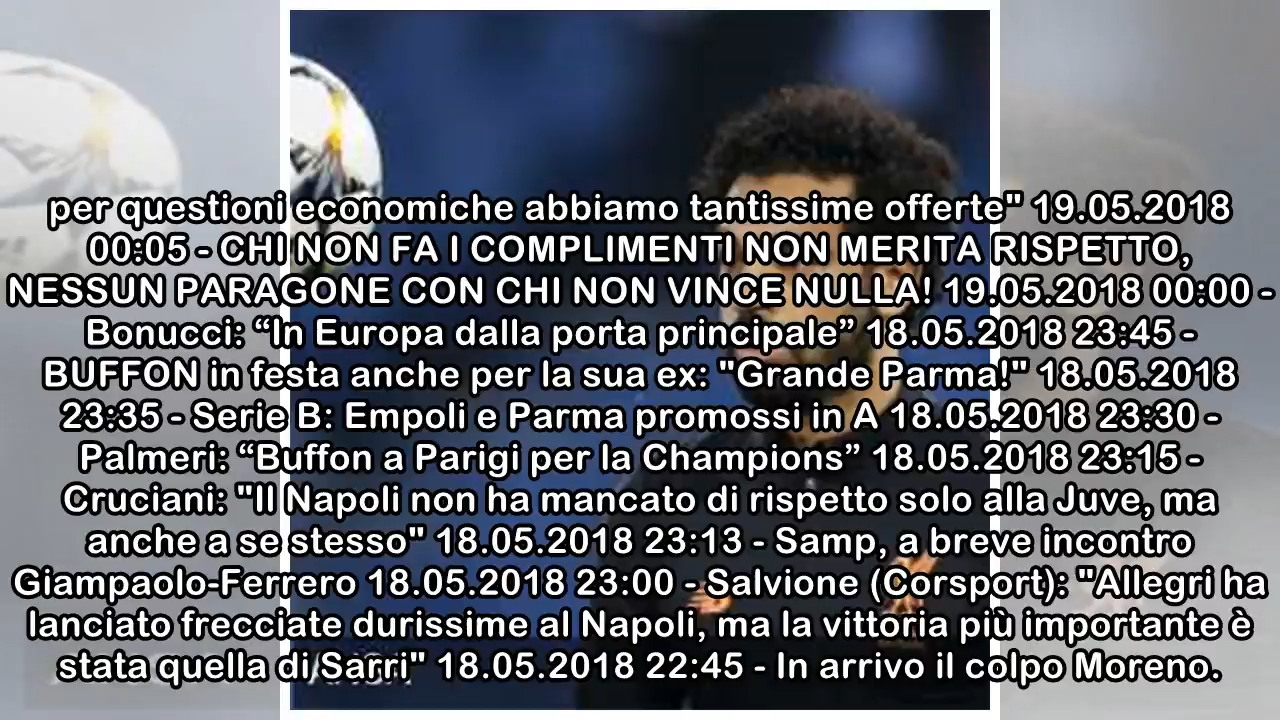 per questioni economiche abbiamo tantissime offerte" 19.05.2018
00:05 - CHI NON FA I COMPLIMENTI NON MERITA RISPETTO,
NESSUN PARAGONE CON CHI NON VINCE NULLA! 19.05.2018 00:00 -
Bonucci: “In Europa dalla porta principale” 18.05.2018 23:45 -
BUFFON in festa anche per la sua ex: "Grande Parma!" 18.05.2018
23:35 - Serie B: Empoli e Parma promossi in A 18.05.2018 23:30 -
Palmeri: “Buffon a Parigi per la Champions” 18.05.2018 23:15 -
Cruciani: "Il Napoli non ha mancato di rispetto solo alla Juve, ma
anche a se stesso" 18.05.2018 23:13 - Samp, a breve incontro
Giampaolo-Ferrero 18.05.2018 23:00 - Salvione (Corsport): "Allegri ha
lanciato frecciate durissime al Napoli, ma la vittoria più importante è
stata quella di Sarri" 18.05.2018 22:45 - In arrivo il colpo Moreno.